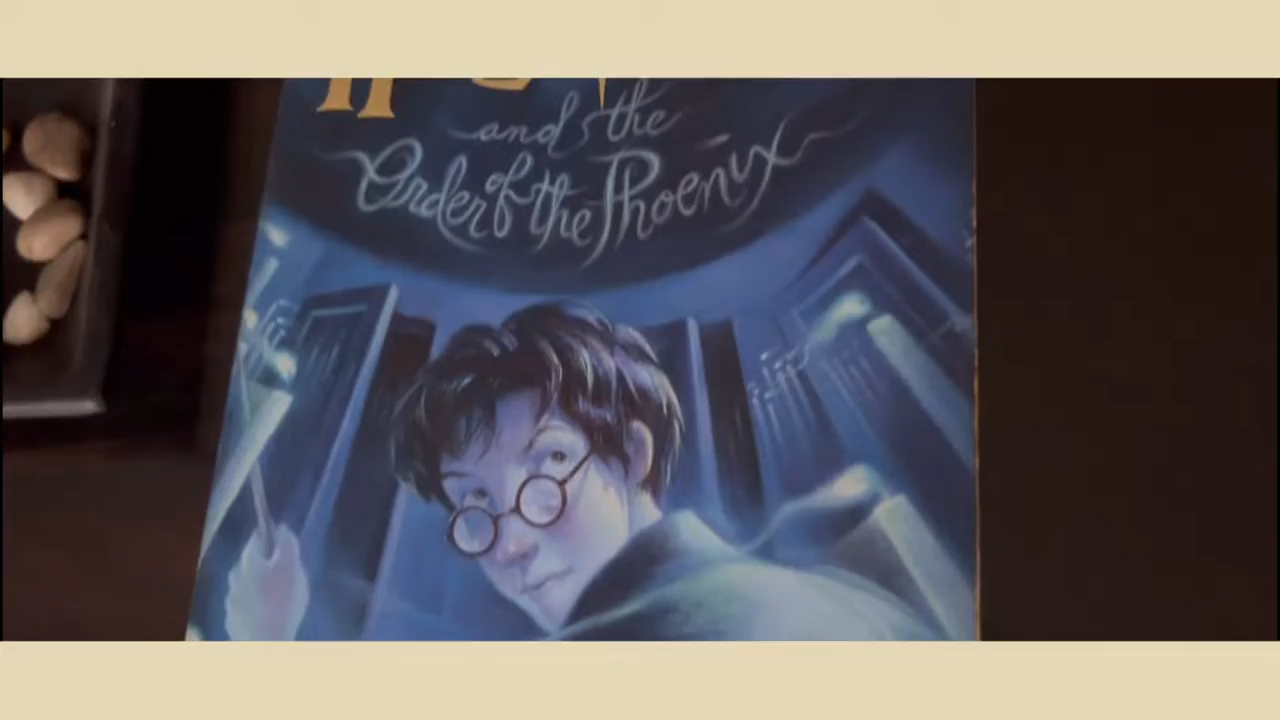 and the
Order of the Phoenix